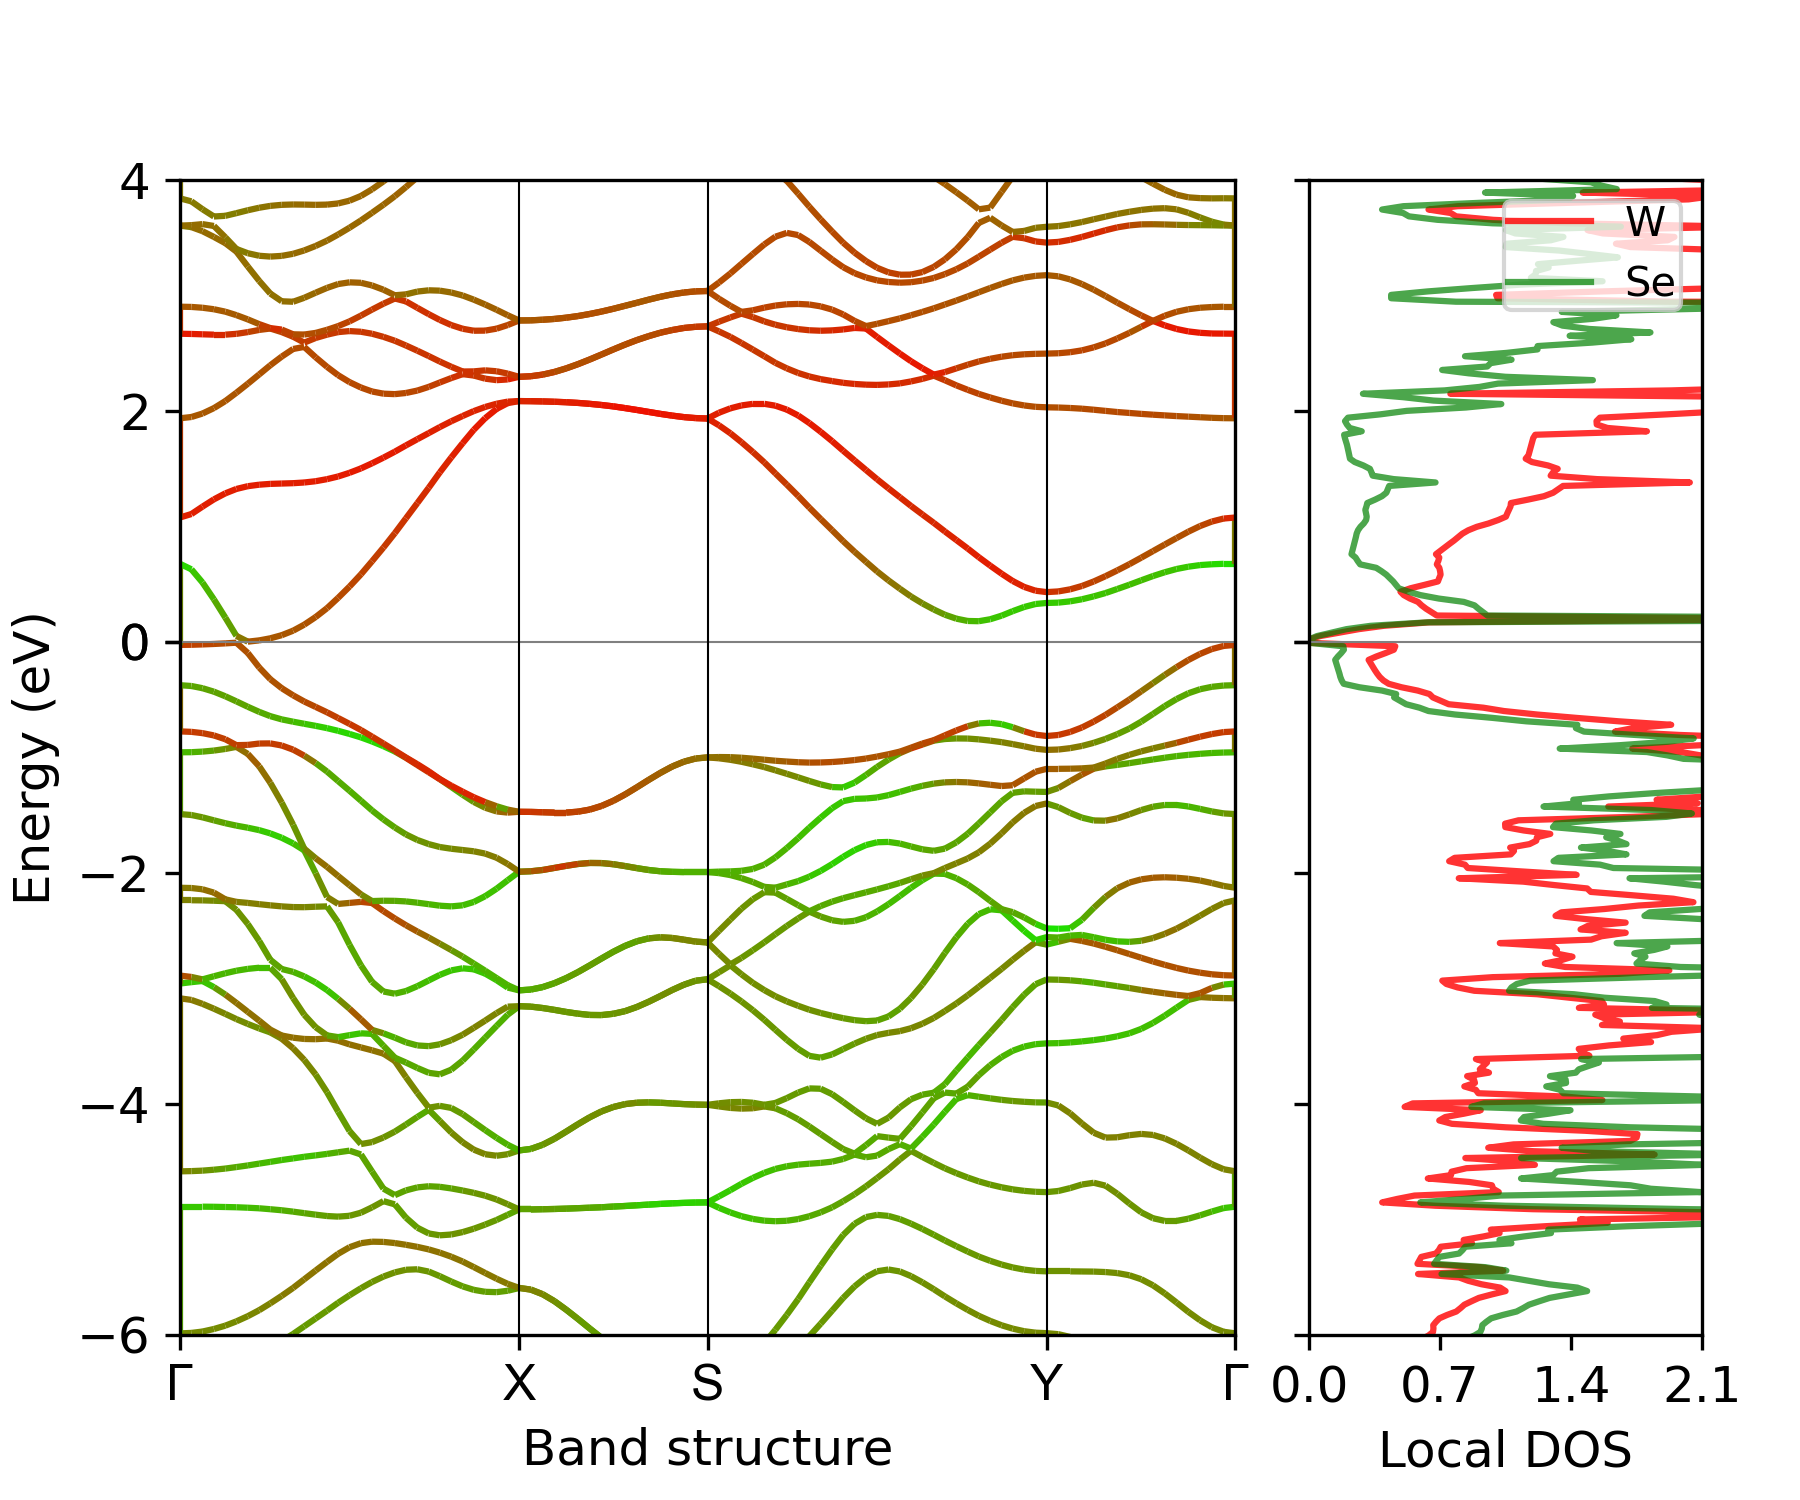 4
2
0
−2
−4
−6
Energy (eV)
Γ X S Y Γ
Band structure
W
Se
0.0 0.7 1.4 2.1
Local DOS